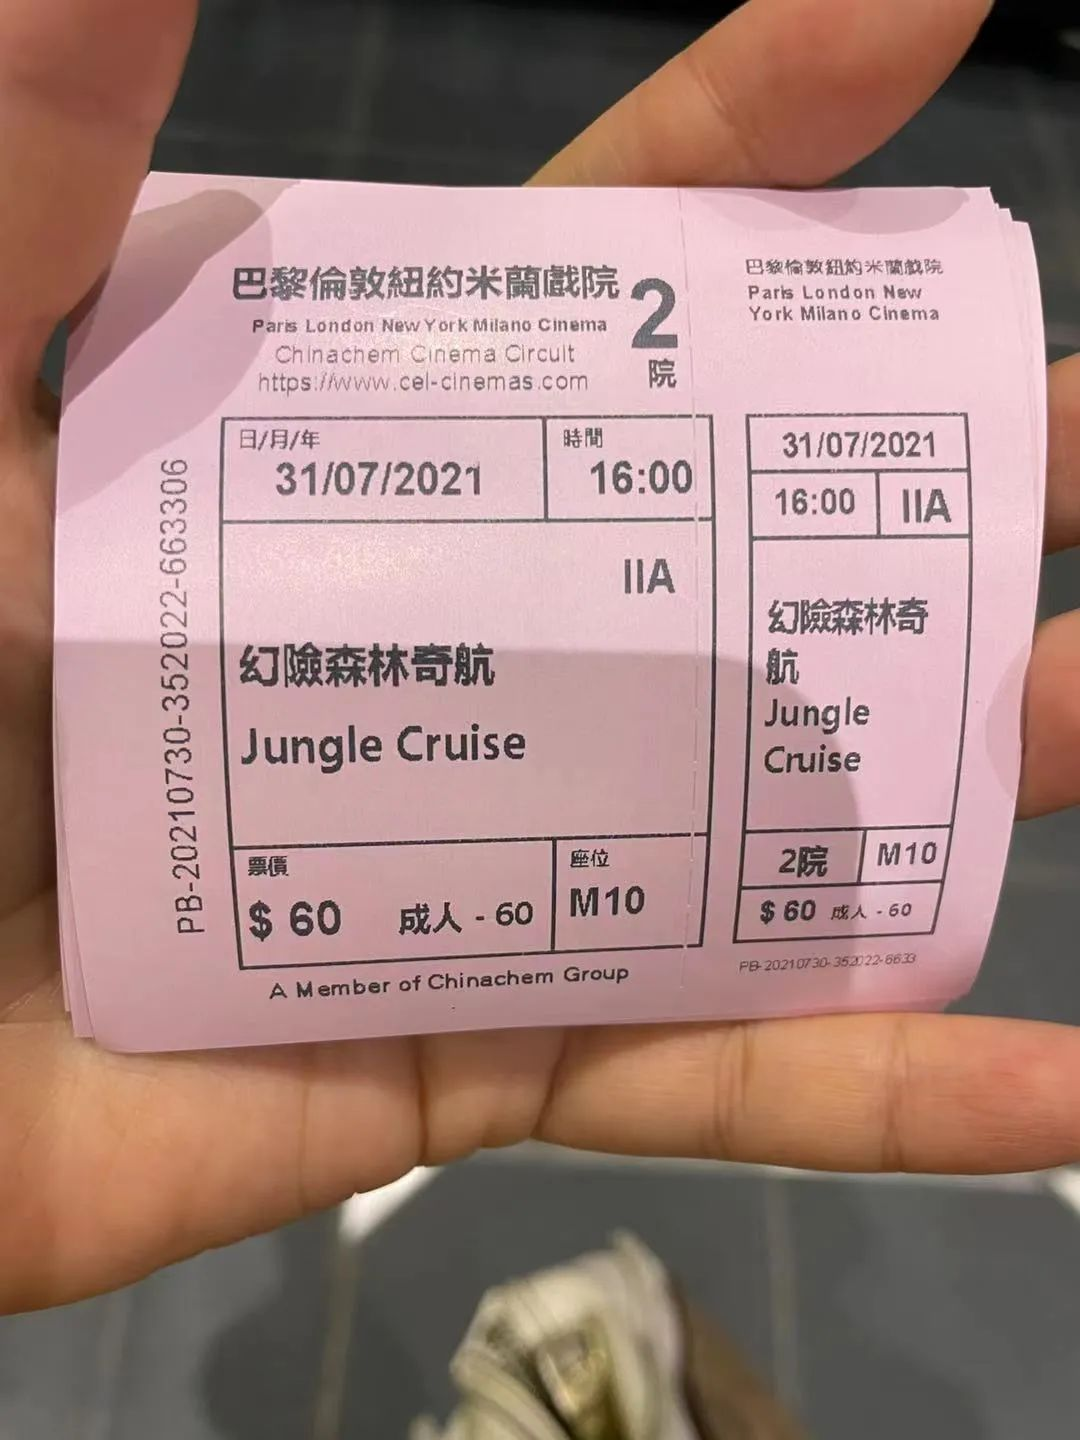 巴黎倫敦紐約米蘭戲院
Paris London New York Milano Cinema
Chinachem Cinema Circuit
https://www.cel-cinemas.com
2
院
日/月/年
31/07/2021
時間
16:00
IIA
幻險森林奇航
Jungle Cruise
票價
$ 60 成人 - 60
座位
M10
A Member of Chinachem Group
PB-20210730-352022-663306
巴黎倫敦紐約米蘭戲院
Paris London New
York Milano Cinema
31/07/2021
16:00 IIA
幻險森林奇
航
Jungle
Cruise
2院 M10
$ 60 成人 - 60
PB-20210730-352022-6633